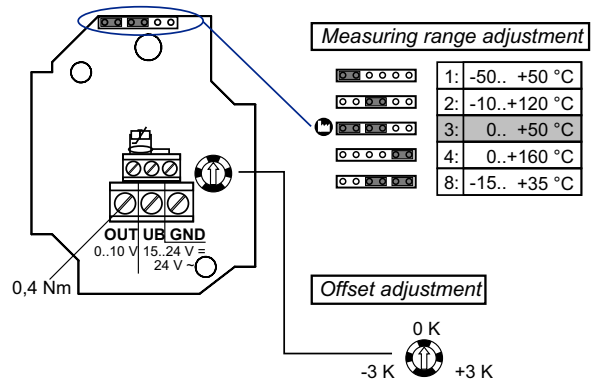 Measuring range adjustment
1: -50.. +50 °C
2: -10..+120 °C
3: 0.. +50 °C
4: 0..+160 °C
8: -15.. +35 °C
OUT UB GND
0..10 V 15..24 V =
24 V ~
0,4 Nm
Offset adjustment
0 K
-3 K +3 K